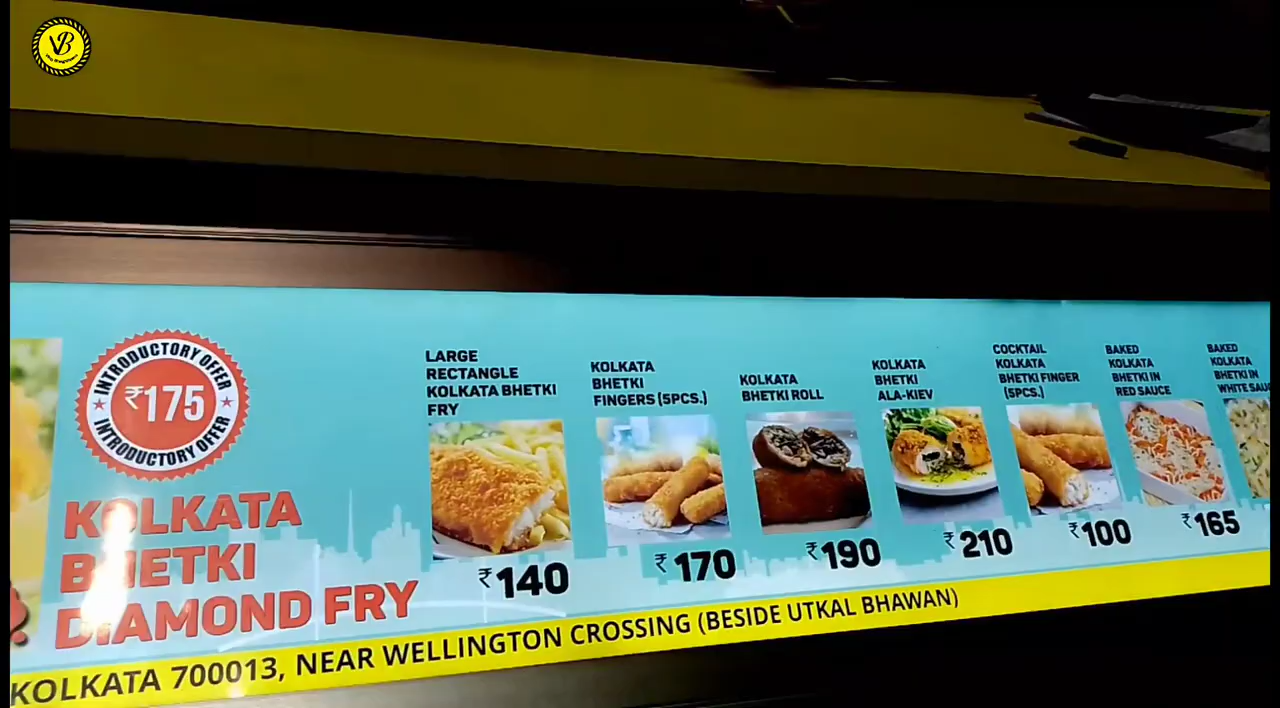 VB
INTRODUCTORY OFFER
₹175
INTRODUCTORY OFFER
KOLKATA
BHETKI
DIAMOND FRY
LARGE
RECTANGLE
KOLKATA BHETKI
FRY
₹140
KOLKATA
BHETKI
FINGERS (5PCS.)
₹170
KOLKATA
BHETKI ROLL
₹190
KOLKATA
BHETKI
ALA-KIEV
₹210
COCKTAIL
KOLKATA
BHETKI FINGER
(5PCS.)
₹100
BAKED
KOLKATA
BHETKI IN
RED SAUCE
₹165
BAKED
KOLKATA
BHETKI IN
WHITE
KOLKATA 700013, NEAR WELLINGTON CROSSING (BESIDE UTKAL BHAWAN)